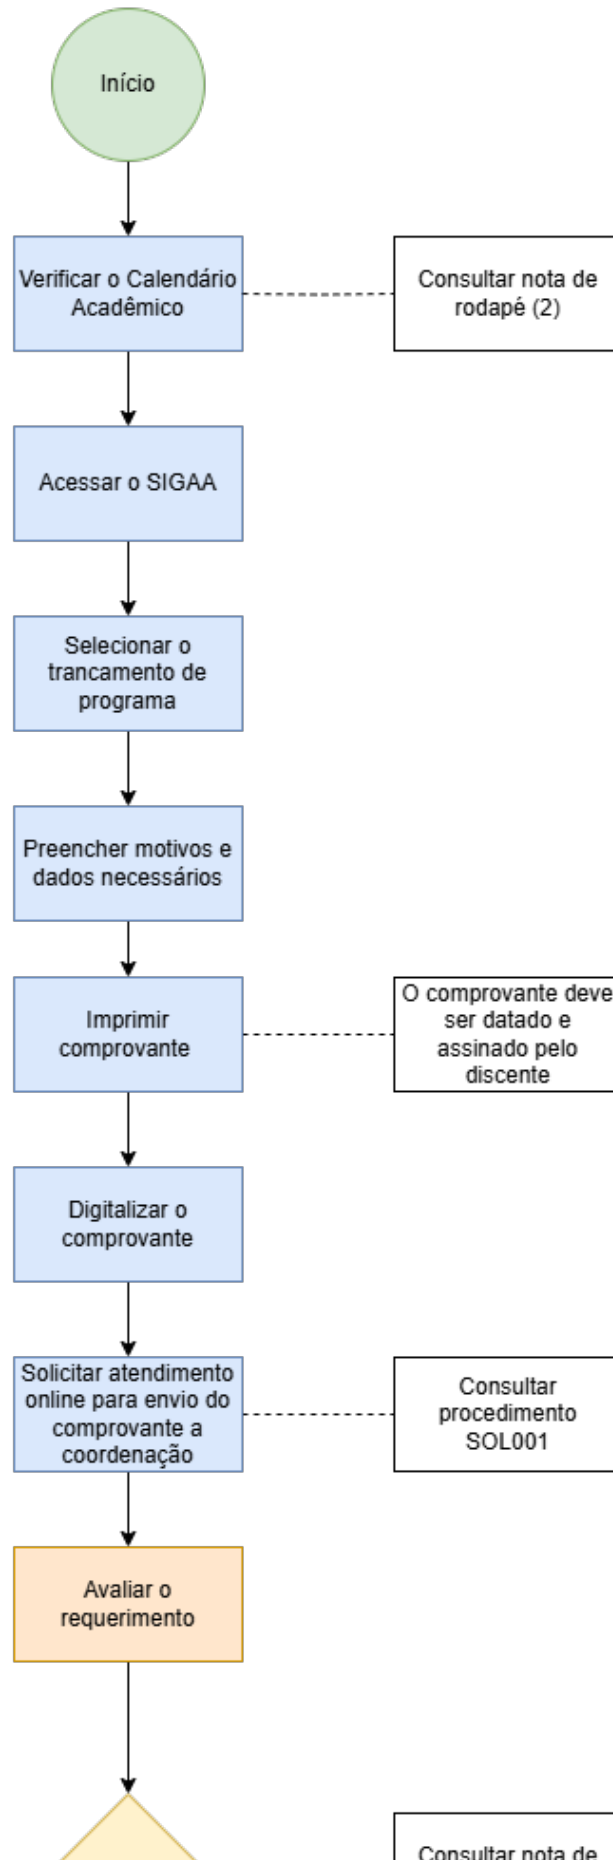 Início
Verificar o Calendário
Acadêmico
Consultar nota de
rodapé (2)
Acessar o SIGAA
Selecionar o
trancamento de
programa
Preencher motivos e
dados necessários
Imprimir
comprovante
O comprovante deve
ser datado e
assinado pelo
discente
Digitalizar o
comprovante
Solicitar atendimento
online para envio do
comprovante a
coordenação
Consultar
procedimento
SOL001
Avaliar o
requerimento
Consultar nota de